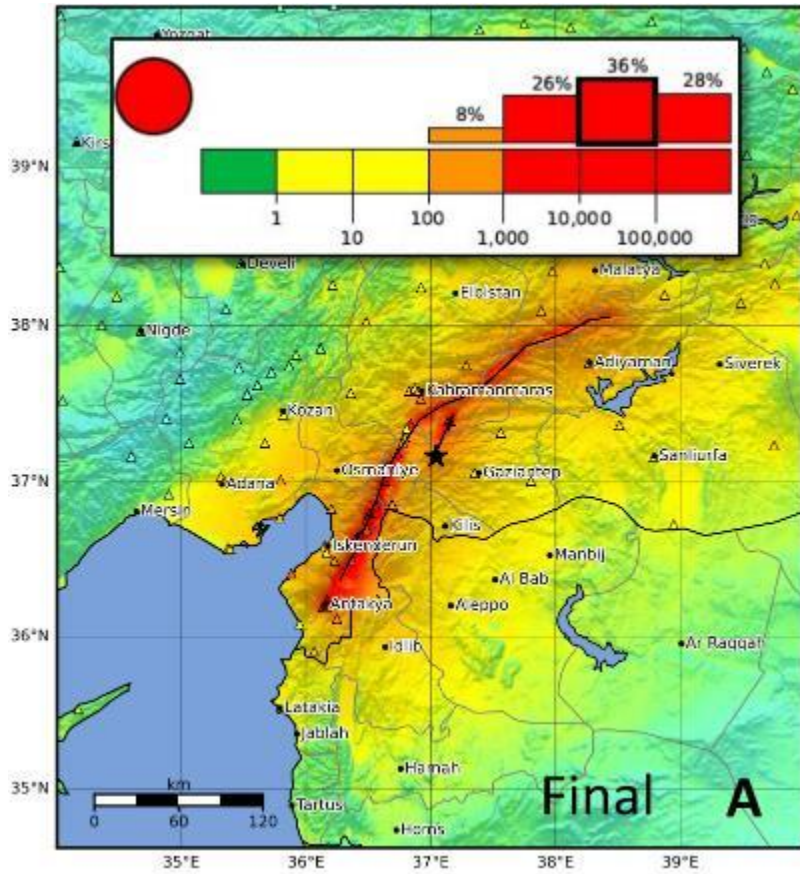 Yozgat
36%
26%
28%
8%
Kirs
39°N
1
100
10,000
100,000
10
1,000
Develi
Malatya
Elbistan
38°N
Nigde
Adiyaman
Siverek
Kahramanmaras
Kozan
Sanliurfa
Osmaniye
Gaziantep
37°N
Adana
Mersin
Kilis
Iskenderun
Manbij
Al Bab
Antakya
Aleppo
36°N
Idlib
Ar Raqqah
Latakia
Jablah
35°N
Hamah
km
Final A
Tartus
0 60 120
Homs
35°E 36°E 37°E 38°E 39°E